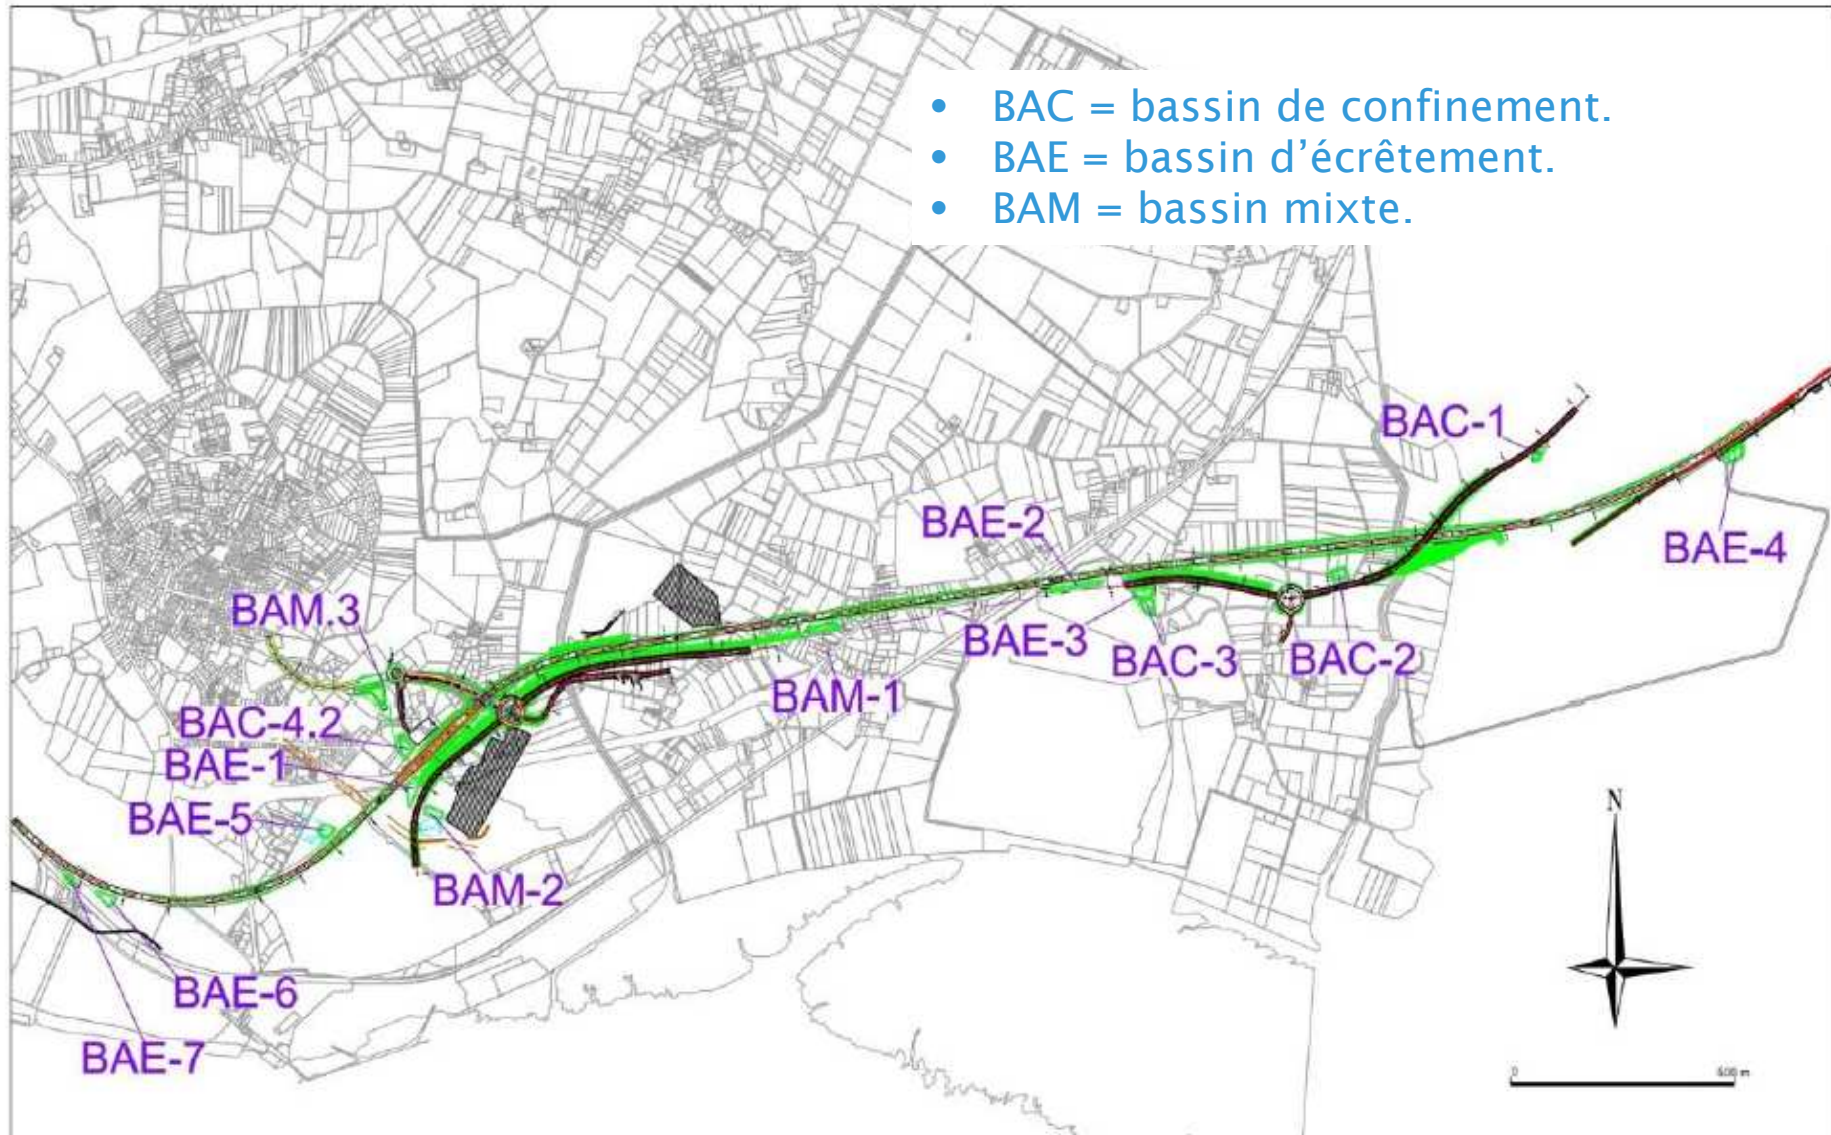 • BAC = bassin de confinement.
• BAE = bassin d'écrêtement.
• BAM = bassin mixte.
BAC-1
BAE-2
BAE-4
BAM.3
BAE-3
BAC-3
BAC-2
BAM-1
BAC-4.2
BAE-1
BAE-5
N
BAM-2
BAE-6
BAE-7
0